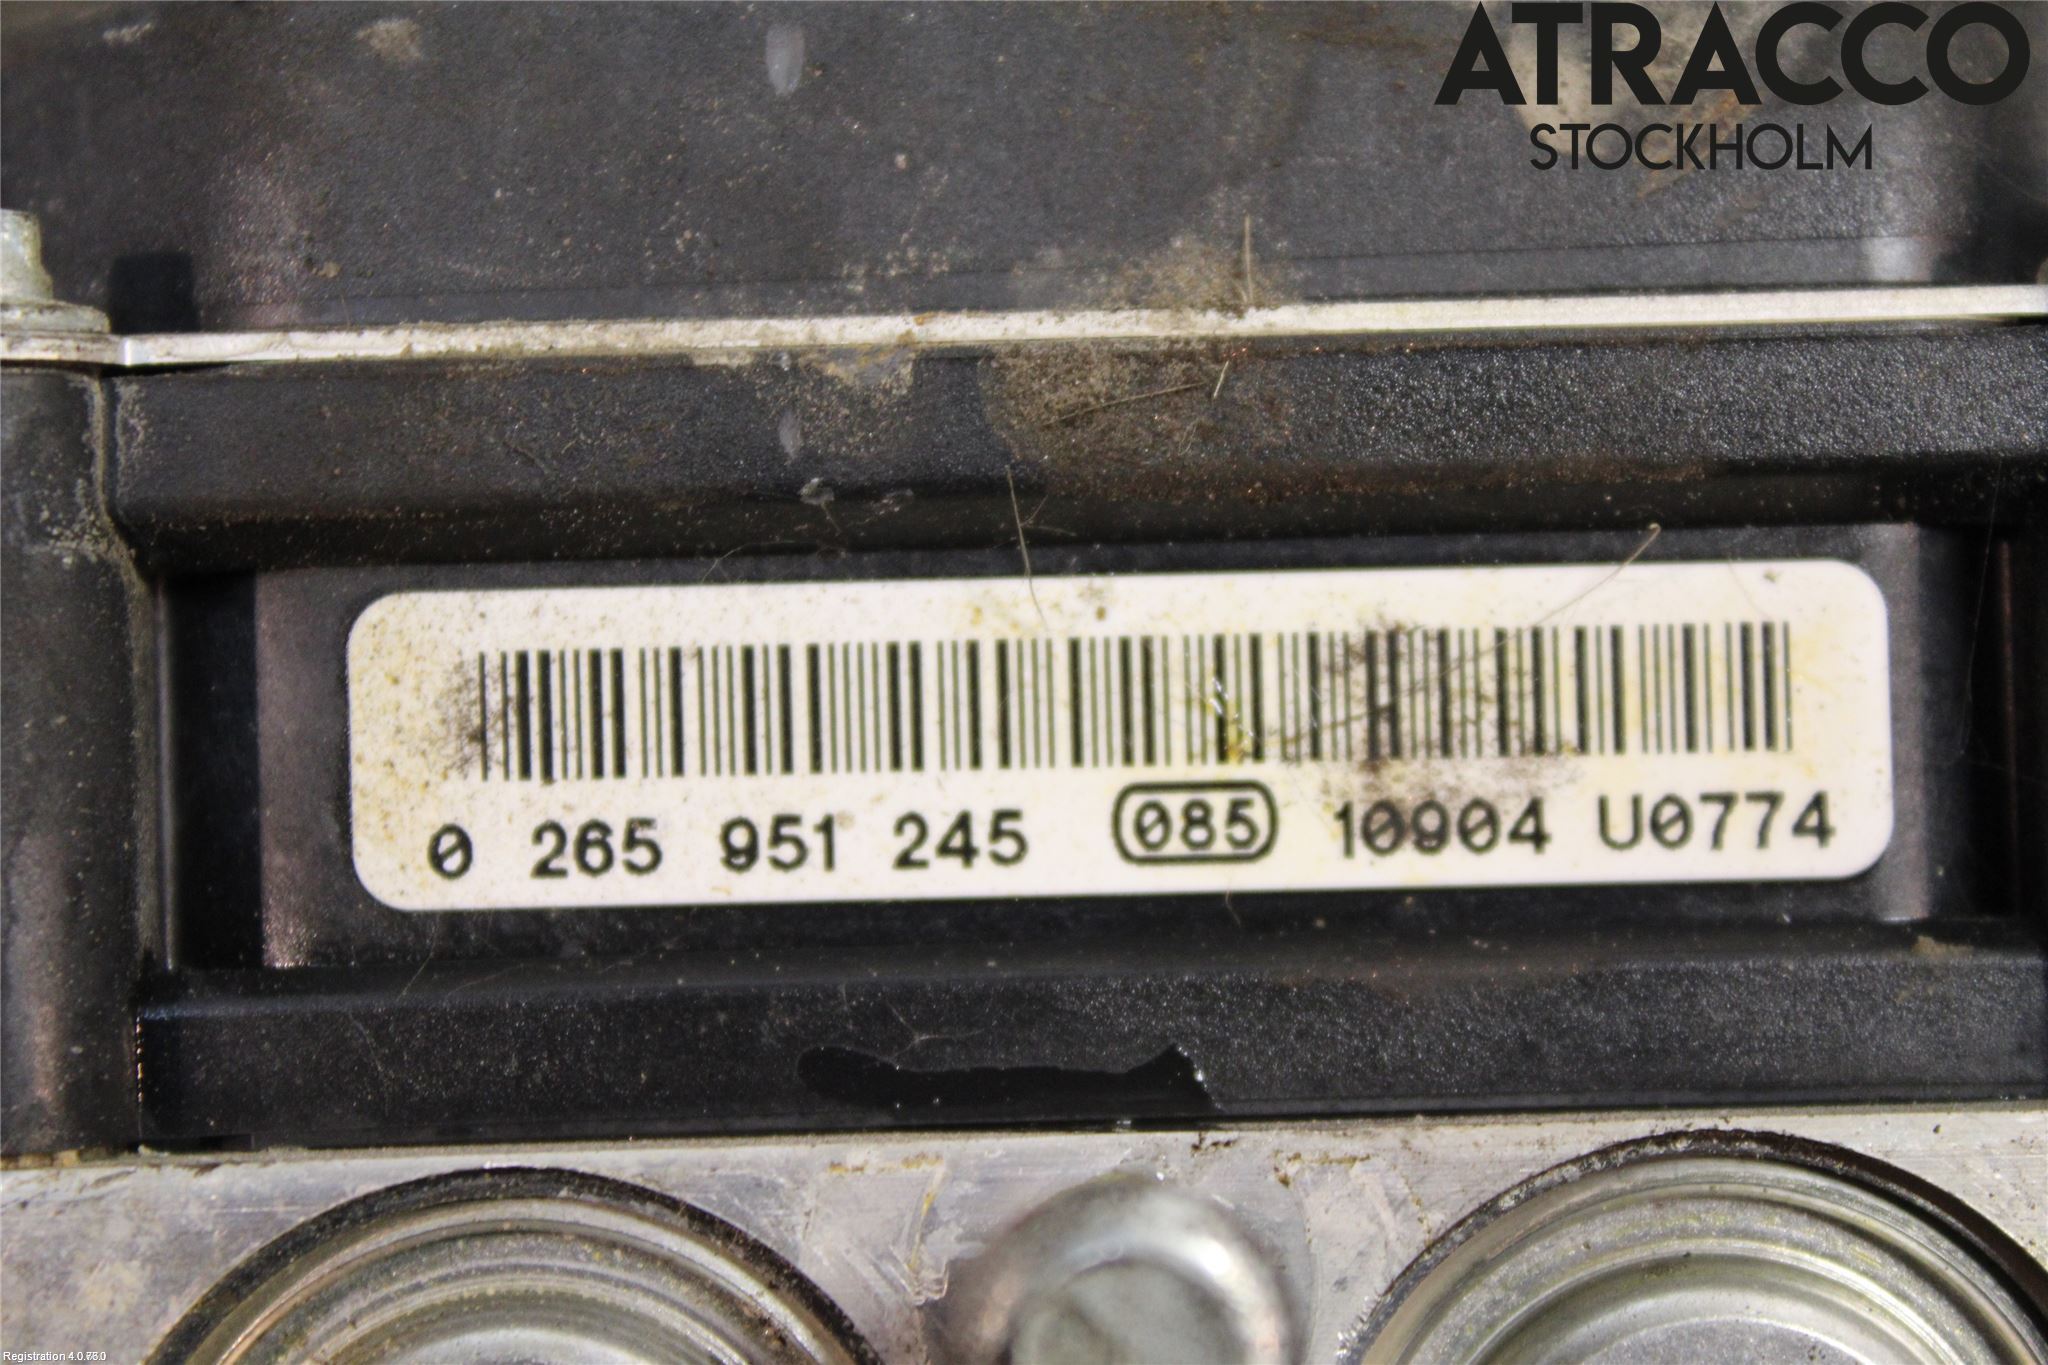 ATRACCO
STOCKHOLM
0 265 951 245 085 10904 U0774